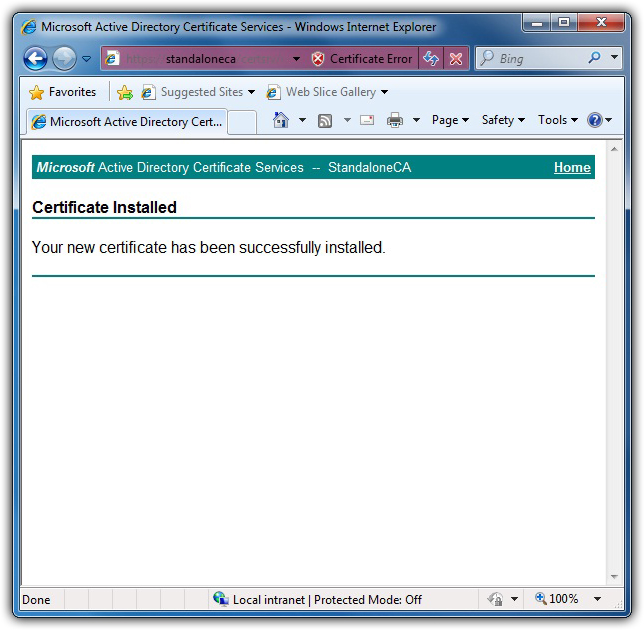 Microsoft Active Directory Certificate Services - Windows Internet Explorer
https://standaloneca Certificate Error Bing
Favorites Suggested Sites Web Slice Gallery
Microsoft Active Directory Cert... Page Safety Tools
Microsoft Active Directory Certificate Services -- StandaloneCA Home
Certificate Installed
Your new certificate has been successfully installed.
Done Local intranet | Protected Mode: Off 100%